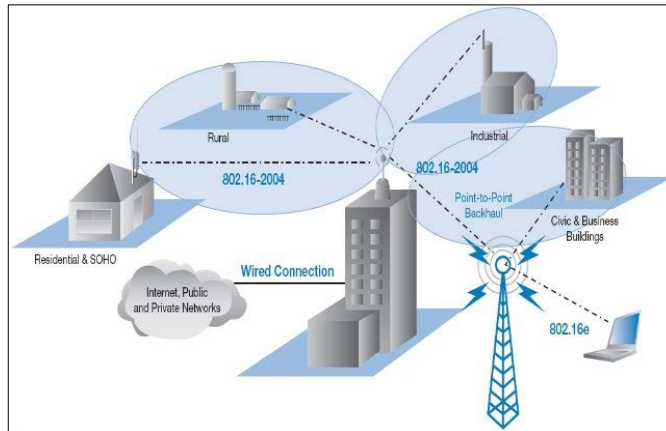 Rural
Industrial
802.16-2004
802.16-2004
Point-to-Point
Backhaul
Civic & Business
Buildings
Residential & SOHO
Wired Connection
Internet, Public
and Private Networks
802.16e